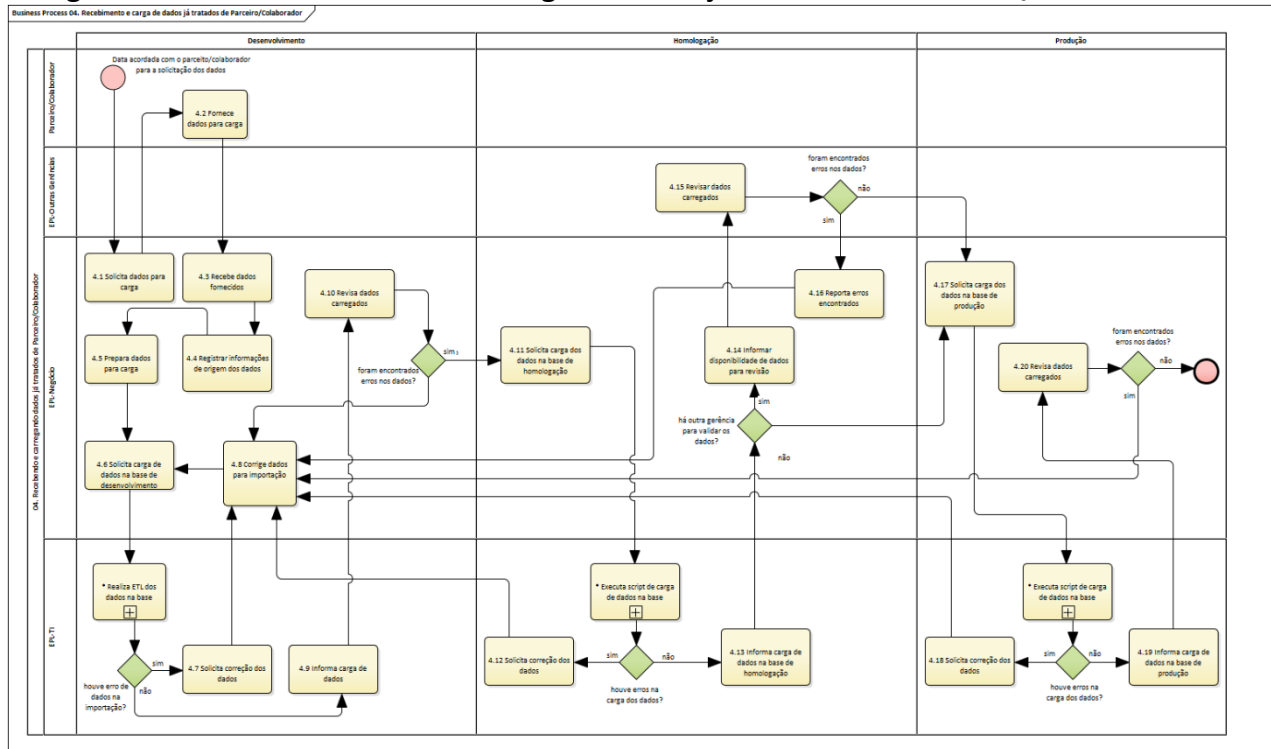 Business Process 04. Recebimento e carga de dados já tratados de Parceiro/Colaborador
Desenvolvimento
Homologação
Produção
04. Recebendo e carregando dados já tratados de Parceiro/Colaborador
Parceiro/Colaborador
Data acordada com o parceito/colaborador
para a solicitação dos dados
4.2 Fornece
dados para carga
EPL-Outras Gerências
4.15 Revisar dados
carregados
foram encontrados
erros nos dados?
não
sim
EPL-Negócio
4.1 Solicita dados para
carga
4.3 Recebe dados
fornecidos
4.10 Revisa dados
carregados
4.5 Prepara dados
para carga
4.4 Registrar informações
de origem dos dados
foram encontrados
erros nos dados?
sim
4.6 Solicita carga de
dados na base de
desenvolvimento
4.8 Corrige dados
para importação
4.11 Solicita carga dos
dados na base de
homologação
4.16 Reporta erros
encontrados
4.14 Informar
disponibilidade de dados
para revisão
sim
há outra gerência
para validar os
dados?
não
4.17 Solicita carga dos
dados na base de
produção
4.20 Revisa dados
carregados
foram encontrados
erros nos dados?
não
sim
EPL-TI
* Realiza ETL dos
dados na base
houve erro de
dados na
importação?
sim
não
4.7 Solicita correção dos
dados
4.9 Informa carga de
dados
4.12 Solicita correção dos
dados
* Executa script de carga
de dados na base
sim
não
houve erros na
carga dos dados?
4.13 Informa carga de
dados na base de
homologação
4.18 Solicita correção dos
dados
* Executa script de carga
de dados na base
sim
não
houve erros na
carga dos dados?
4.19 Informa carga de
dados na base de
produção